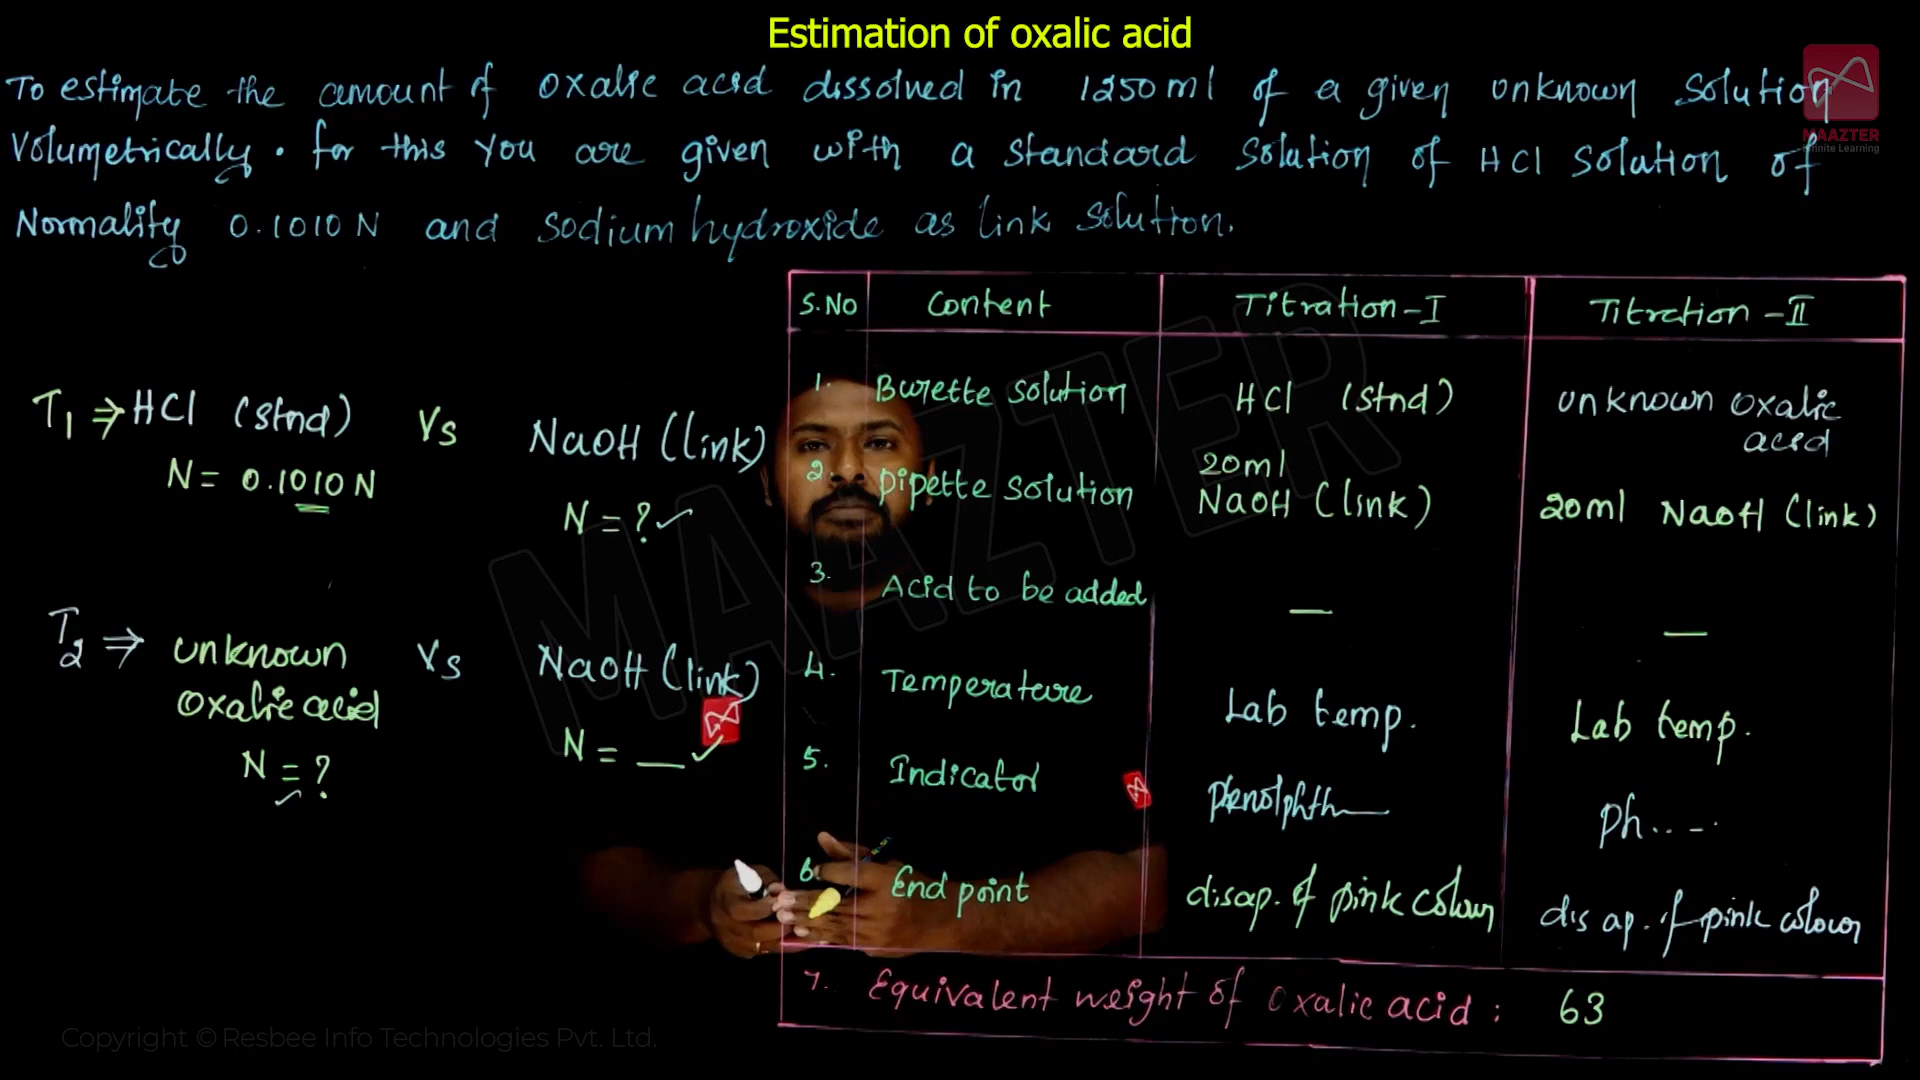 Estimation of oxalic acid
To estimate the amount of oxalic acid dissolved in 1250ml of a given unknown solution
Volumetrically. for this you are given with a standard solution of HCl solution of
Normality 0.1010 N and sodium hydroxide as link solution.
MAAZTER
Infinite Learning
T1 ⇒ HCl (stnd) Vs NaOH (link)
N = 0.1010 N
N = ? ✓
T2 ⇒ unknown oxalic acid Vs NaOH (link)
N = ?
N = __ ✓
S.No Content Titration - I Titration - II
1. Burette solution HCl (stnd) unknown oxalic acid
2. pipette solution 20ml NaOH (link) 20ml NaOH (link)
3. Acid to be added — —
4. Temperature Lab temp. Lab temp.
5. Indicator phenolphth— Ph.. - -
6. End point disap. of pink colour dis ap. of pink colour
7. Equivalent weight of oxalic acid : 63
MAAZTER
Copyright © Resbee Info Technologies Pvt. Ltd.